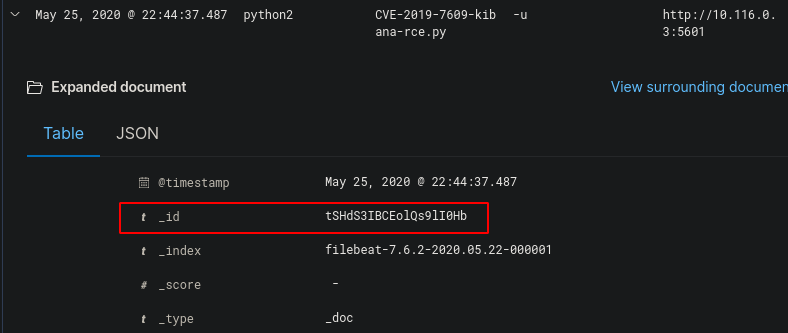 May 25, 2020 @ 22:44:37.487 python2 CVE-2019-7609-kib -u http://10.116.0.
ana-rce.py 3:5601
Expanded document View surrounding documen
Table JSON
@timestamp May 25, 2020 @ 22:44:37.487
t _id tSHdS3IBCEolQs9lI0Hb
t _index filebeat-7.6.2-2020.05.22-000001
# _score -
t _type _doc